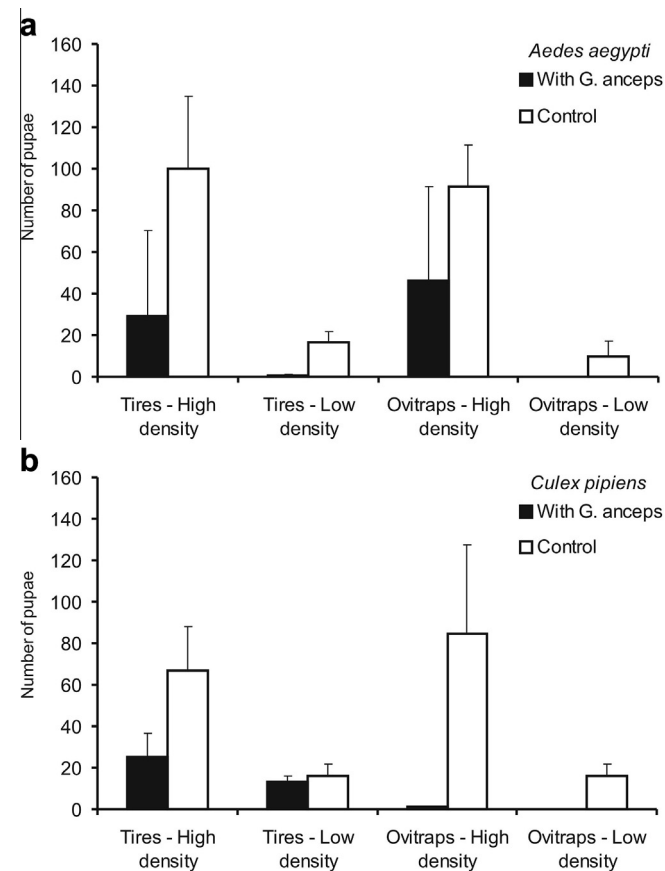 a
160
140
120
100
80
60
40
20
0
Number of pupae
Aedes aegypti
With G. anceps
Control
Tires - High density
Tires - Low density
Ovitraps - High density
Ovitraps - Low density
b
160
140
120
100
80
60
40
20
0
Number of pupae
Culex pipiens
With G. anceps
Control
Tires - High density
Tires - Low density
Ovitraps - High density
Ovitraps - Low density